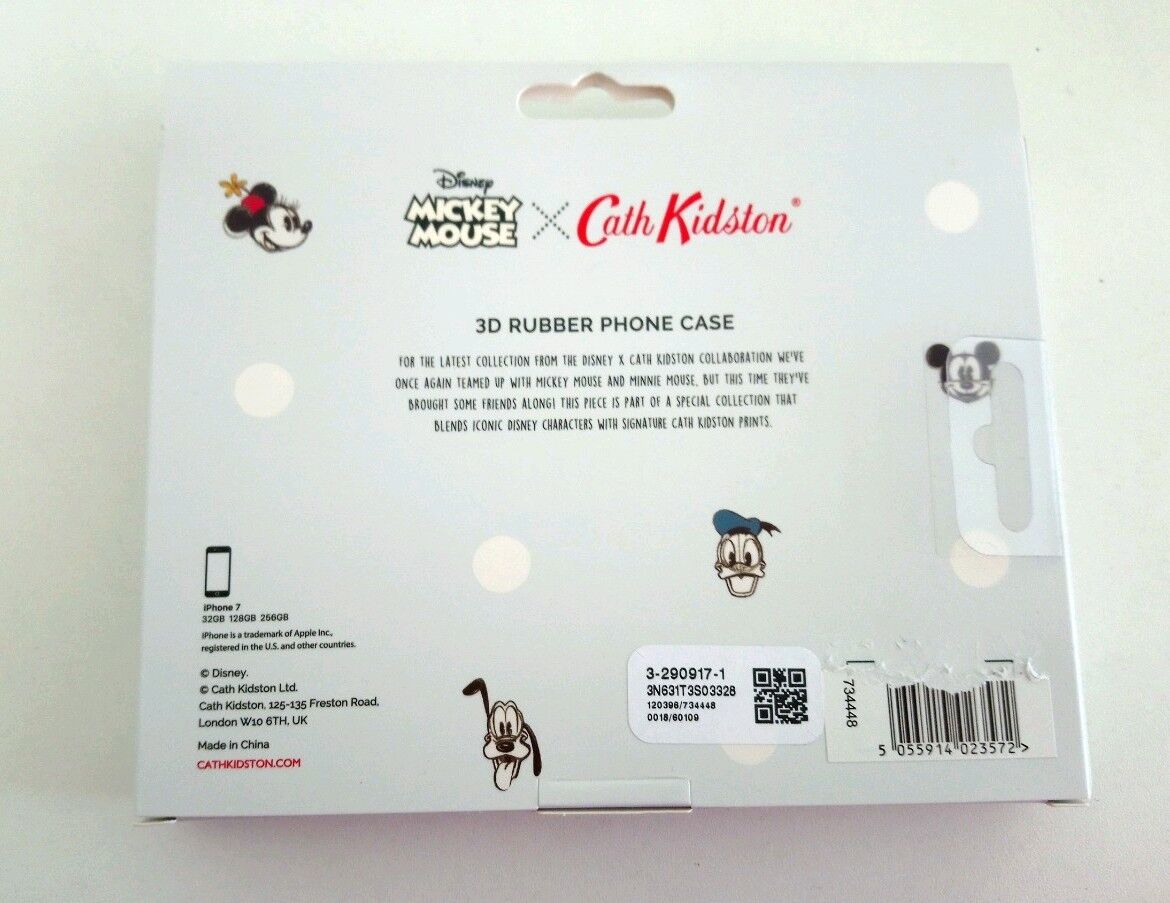 Disney
MICKEY
MOUSE
X
Cath Kidston®
3D RUBBER PHONE CASE
FOR THE LATEST COLLECTION FROM THE DISNEY X CATH KIDSTON COLLABORATION WE'VE
ONCE AGAIN TEAMED UP WITH MICKEY MOUSE AND MINNIE MOUSE, BUT THIS TIME THEY'VE
BROUGHT SOME FRIENDS ALONG! THIS PIECE IS PART OF A SPECIAL COLLECTION THAT
BLENDS ICONIC DISNEY CHARACTERS WITH SIGNATURE CATH KIDSTON PRINTS.
iPhone 7
32GB 128GB 256GB
iPhone is a trademark of Apple Inc.,
registered in the U.S. and other countries.
© Disney.
© Cath Kidston Ltd.
Cath Kidston, 125-135 Freston Road,
London W10 6TH, UK
Made in China
CATHKIDSTON.COM
3-290917-1
3N631T3S03328
120396/734448
0018/60109
734448
5 055914 023572 >